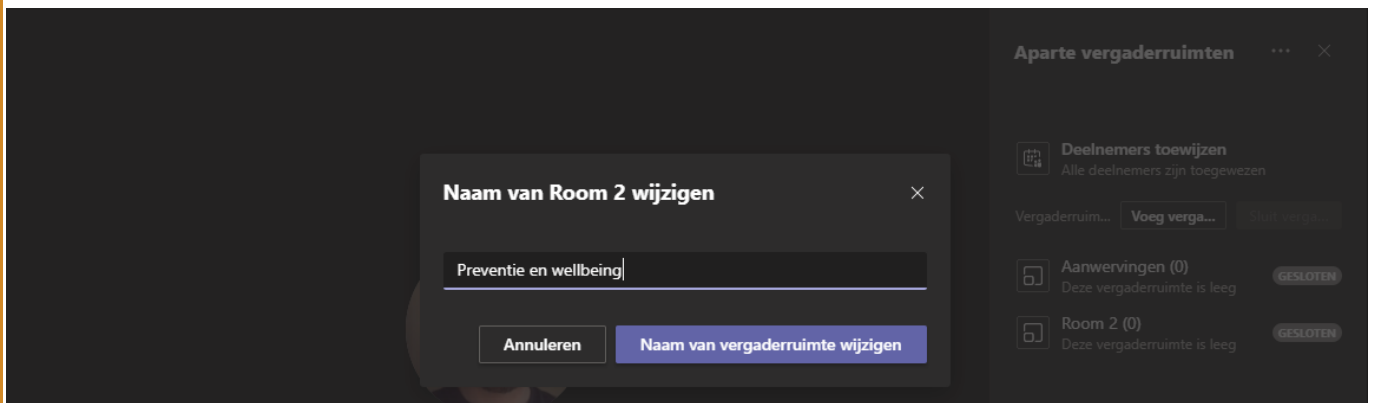 Aparte vergaderruimten
Deelnemers toewijzen
Alle deelnemers zijn toegewezen
Naam van Room 2 wijzigen
Vergaderruim... Voeg verga... Sluit verga...
Preventie en wellbeing
Aanwervingen (0)
GESLOTEN
Deze vergaderruimte is leeg
Room 2 (0)
GESLOTEN
Deze vergaderruimte is leeg
Annuleren Naam van vergaderruimte wijzigen